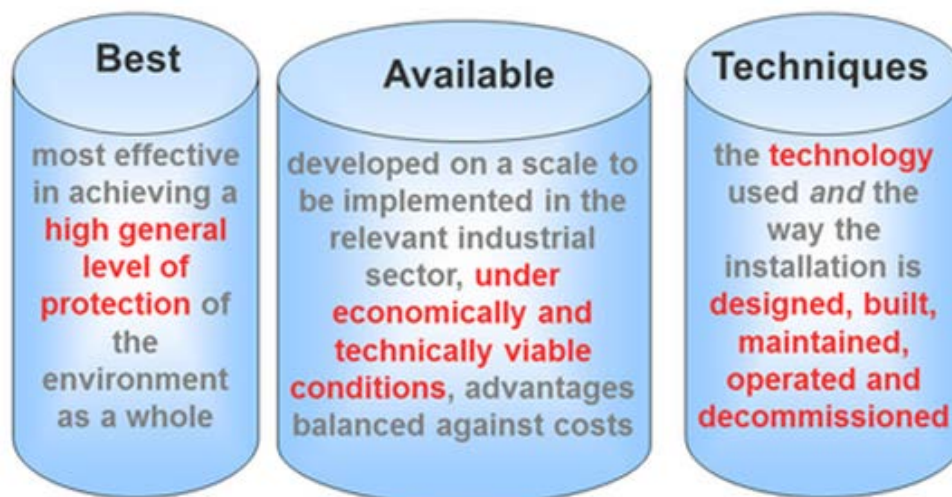 Best
most effective
in achieving a
high general
level of
protection of
the
environment
as a whole
Available
developed on a scale to
be implemented in the
relevant industrial
sector, under
economically and
technically viable
conditions, advantages
balanced against costs
Techniques
the technology
used and the
way the
installation is
designed, built,
maintained,
operated and
decommissioned